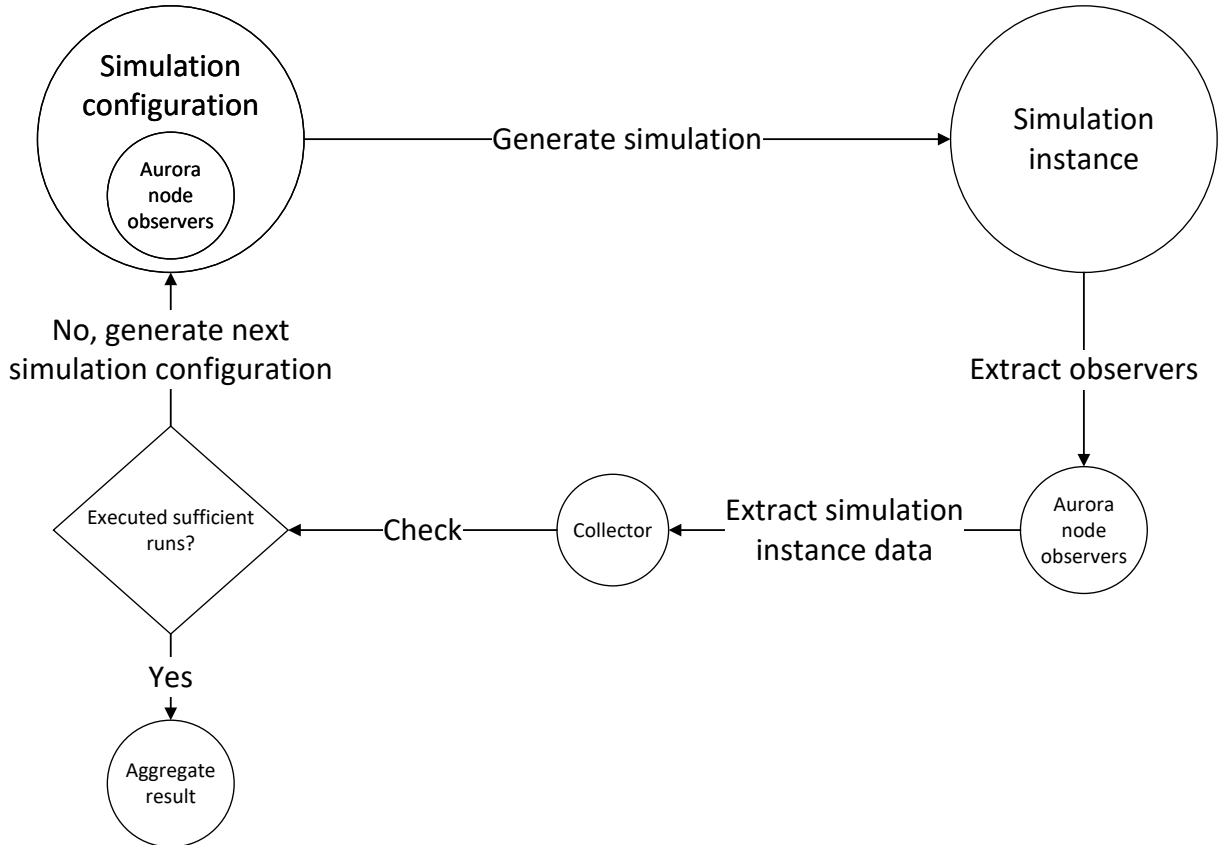 Simulation
configuration
Aurora
node
observers
Generate simulation
Simulation
instance
No, generate next
simulation configuration
Extract observers
Executed sufficient
runs?
Check
Collector
Extract simulation
instance data
Aurora
node
observers
Yes
Aggregate
result